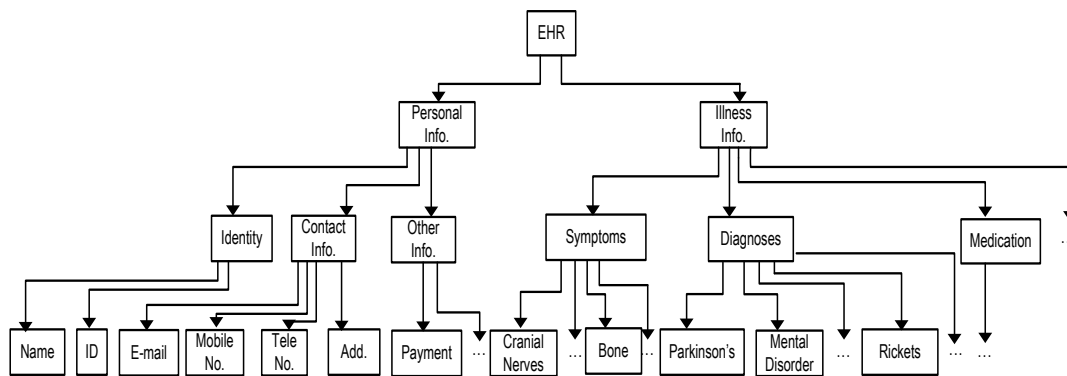 EHR
Personal
Info.
Illness
Info.
Identity
Contact
Info.
Other
Info.
Symptoms
Diagnoses
Medication
...
Name
ID
E-mail
Mobile
No.
Tele
No.
Add.
Payment
...
Cranial
Nerves
...
Bone
...
Parkinson's
Mental
Disorder
...
Rickets
...
...